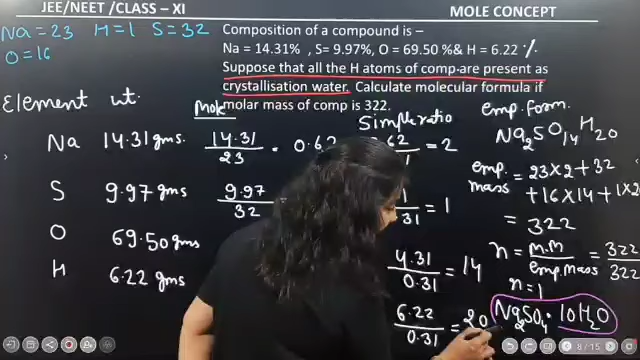 JEE/NEET /CLASS – XI
MOLE CONCEPT
Na = 23 H = 1 S = 32
O = 16
Composition of a compound is –
Na = 14.31%, S= 9.97%, O = 69.50 %& H = 6.22 %
Suppose that all the H atoms of comp-are present as
crystallisation water. Calculate molecular formula if
molar mass of comp is 322.
Element wt. Mole Simple ratio
Na 14.31 gms. 14.31/23 = 0.62 = 2
S 9.97 gms 9.97/32 = 31 = 1
O 69.50 gms 4.31/0.31 = 14
H 6.22 gms 6.22/0.31 = 20
emp. form.
Na2SO14H20
emp. mass = 23×2+32
+16×14+1×2
= 322
n = M.M/emp.mass = 322/322
n = 1
Na2SO4 · 10H2O
8 / 15